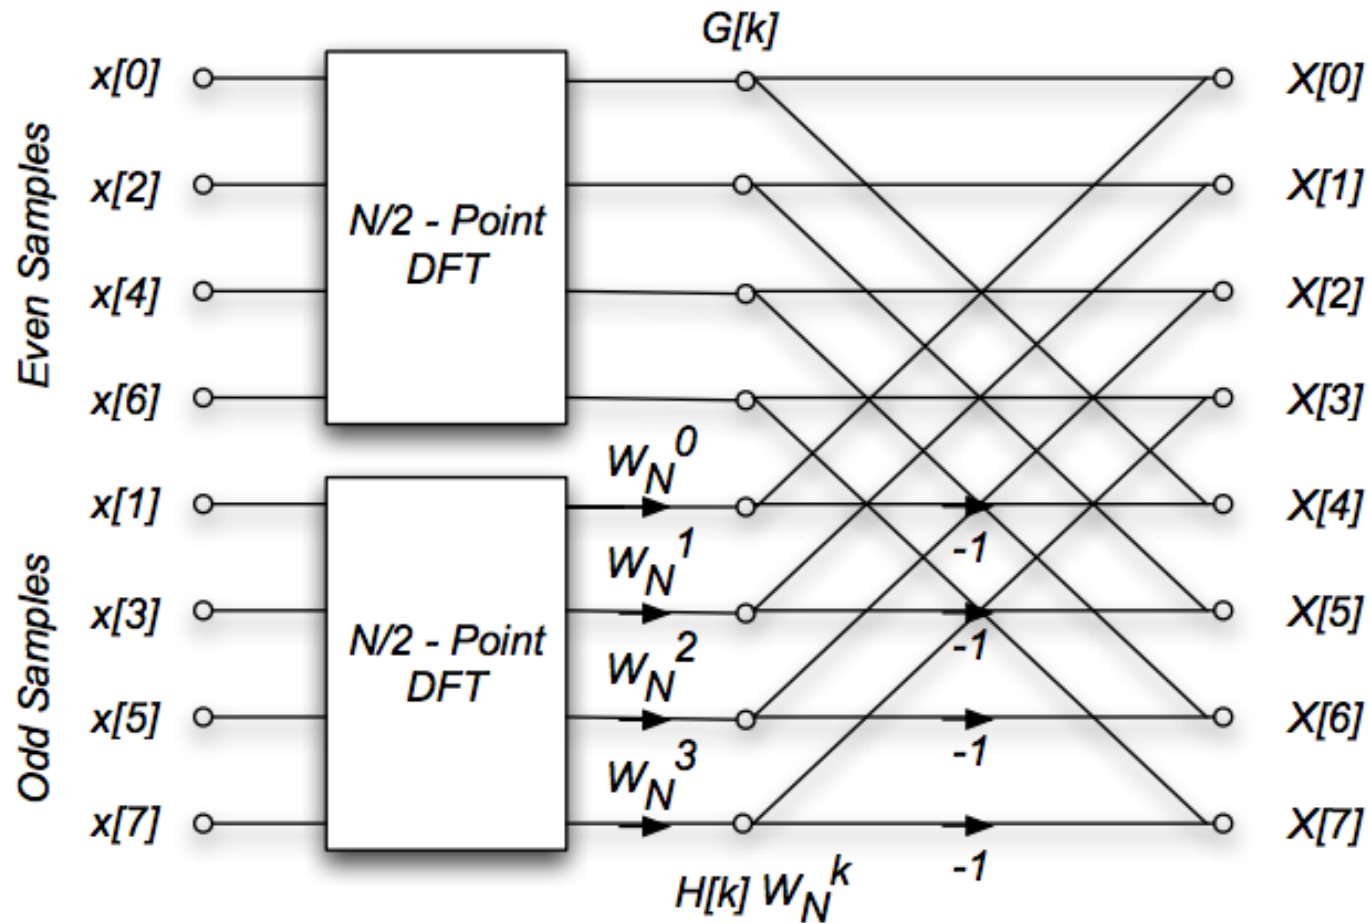 G[k]
x[0]
X[0]
x[2]
X[1]
N/2 - Point
DFT
x[4]
X[2]
x[6]
X[3]
Even Samples
W_N^0
x[1]
X[4]
-1
W_N^1
x[3]
X[5]
-1
N/2 - Point
DFT
W_N^2
x[5]
X[6]
-1
W_N^3
x[7]
X[7]
-1
Odd Samples
H[k] W_N^k